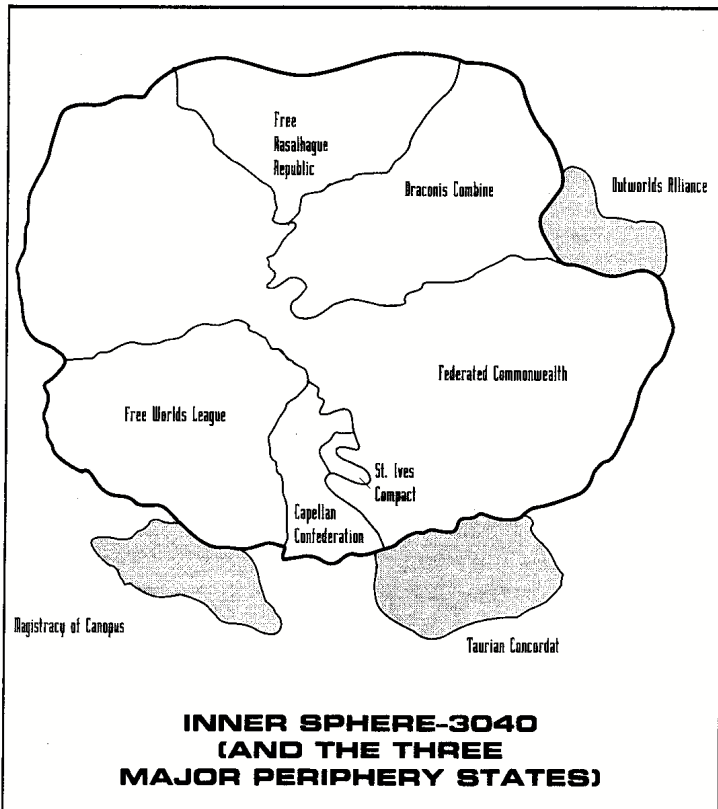 Free
Rasalhague
Republic
Draconis Combine
Outworlds Alliance
Federated Commonwealth
Free Worlds League
St. Ives
Compact
Capellan
Confederation
Magistracy of Canopus
Taurian Concordat
INNER SPHERE-3040
(AND THE THREE
MAJOR PERIPHERY STATES)